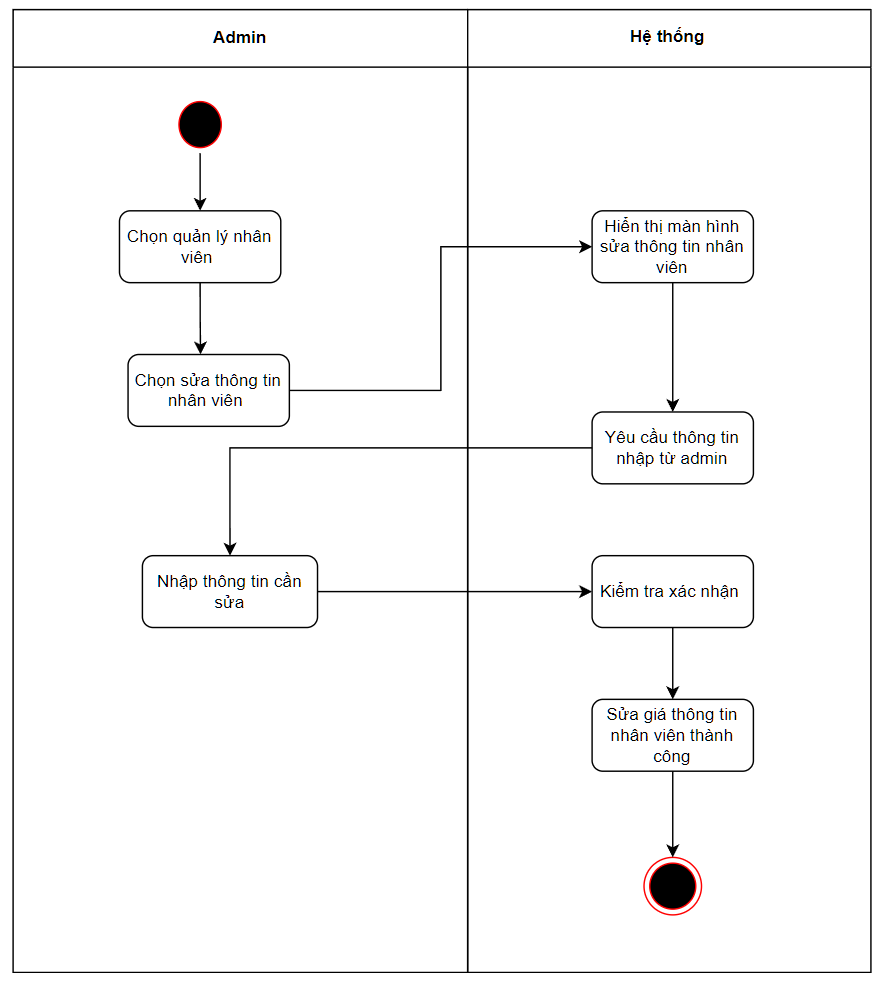 Admin
Hệ thống
Chọn quản lý nhân
viên
Hiển thị màn hình
sửa thông tin nhân
viên
Chọn sửa thông tin
nhân viên
Yêu cầu thông tin
nhập từ admin
Nhập thông tin cần
sửa
Kiểm tra xác nhận
Sửa giá thông tin
nhân viên thành
công